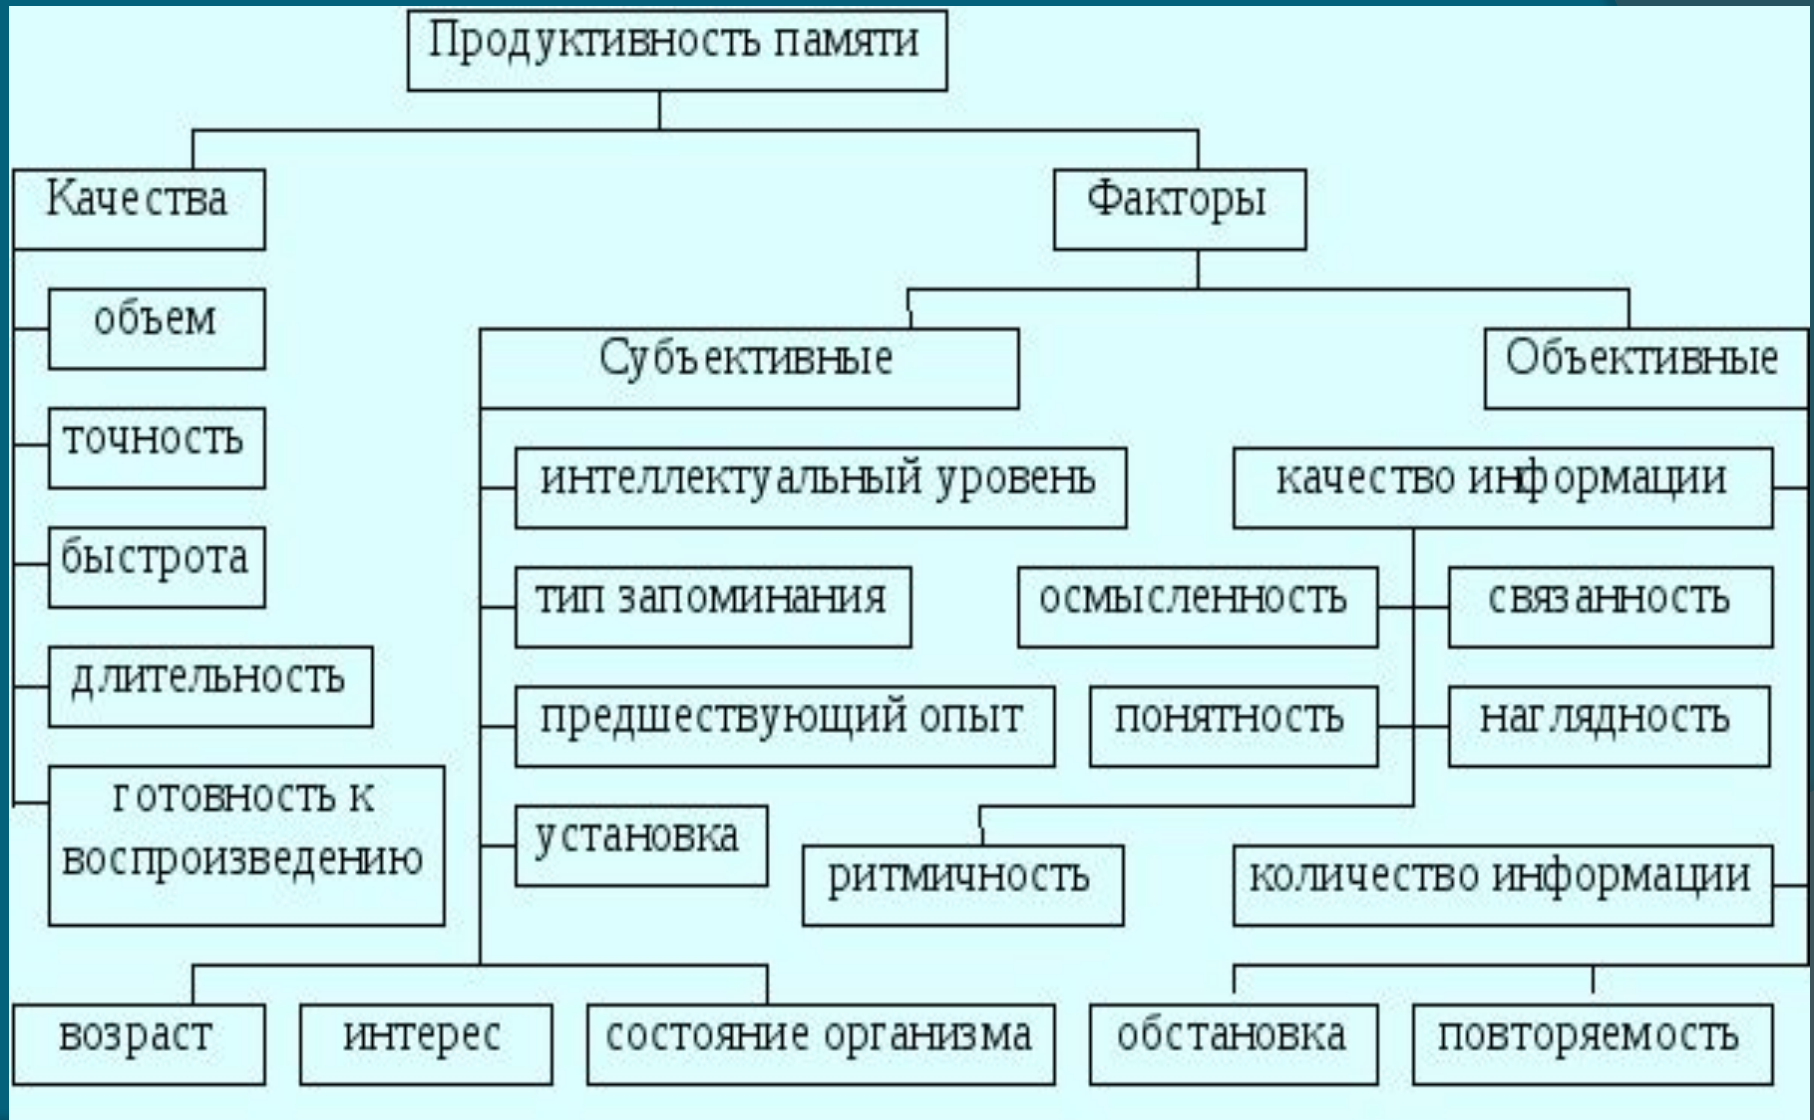 Продуктивность памяти
Качества
Факторы
объем
Субъективные
Объективные
точность
интеллектуальный уровень
качество информации
быстрота
тип запоминания
осмысленность
связанность
длительность
предшествующий опыт
понятность
наглядность
готовность к
воспроизведению
установка
ритмичность
количество информации
возраст
интерес
состояние организма
обстановка
повторяемость